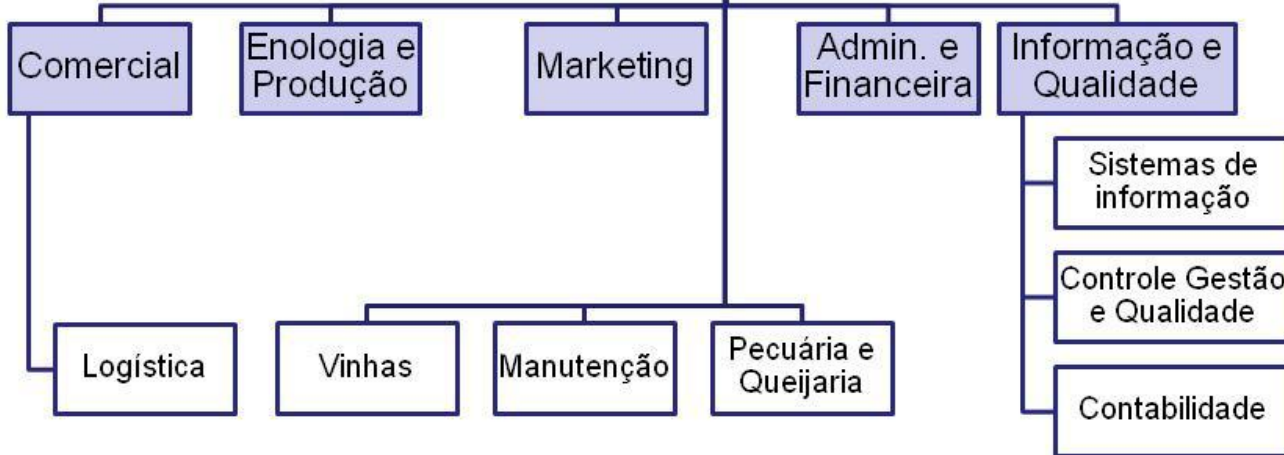 Comercial
Enologia e
Produção
Marketing
Admin. e
Financeira
Informação e
Qualidade
Sistemas de
informação
Controle Gestão
e Qualidade
Logística
Vinhas
Manutenção
Pecuária e
Queijaria
Contabilidade